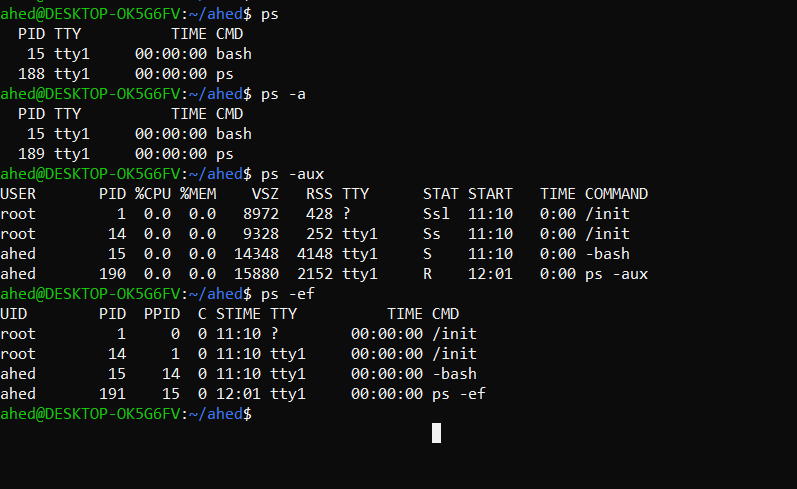 ahed@DESKTOP-OK5G6FV:~/ahed$ ps
  PID TTY          TIME CMD
   15 tty1     00:00:00 bash
  188 tty1     00:00:00 ps
ahed@DESKTOP-OK5G6FV:~/ahed$ ps -a
  PID TTY          TIME CMD
   15 tty1     00:00:00 bash
  189 tty1     00:00:00 ps
ahed@DESKTOP-OK5G6FV:~/ahed$ ps -aux
USER       PID %CPU %MEM    VSZ   RSS TTY      STAT START   TIME COMMAND
root         1  0.0  0.0   8972   428 ?        Ssl  11:10   0:00 /init
root        14  0.0  0.0   9328   252 tty1     Ss   11:10   0:00 /init
ahed        15  0.0  0.0  14348  4148 tty1     S    11:10   0:00 -bash
ahed       190  0.0  0.0  15880  2152 tty1     R    12:01   0:00 ps -aux
ahed@DESKTOP-OK5G6FV:~/ahed$ ps -ef
UID        PID  PPID  C STIME TTY          TIME CMD
root         1     0  0 11:10 ?        00:00:00 /init
root        14     1  0 11:10 tty1     00:00:00 /init
ahed        15    14  0 11:10 tty1     00:00:00 -bash
ahed       191    15  0 12:01 tty1     00:00:00 ps -ef
ahed@DESKTOP-OK5G6FV:~/ahed$